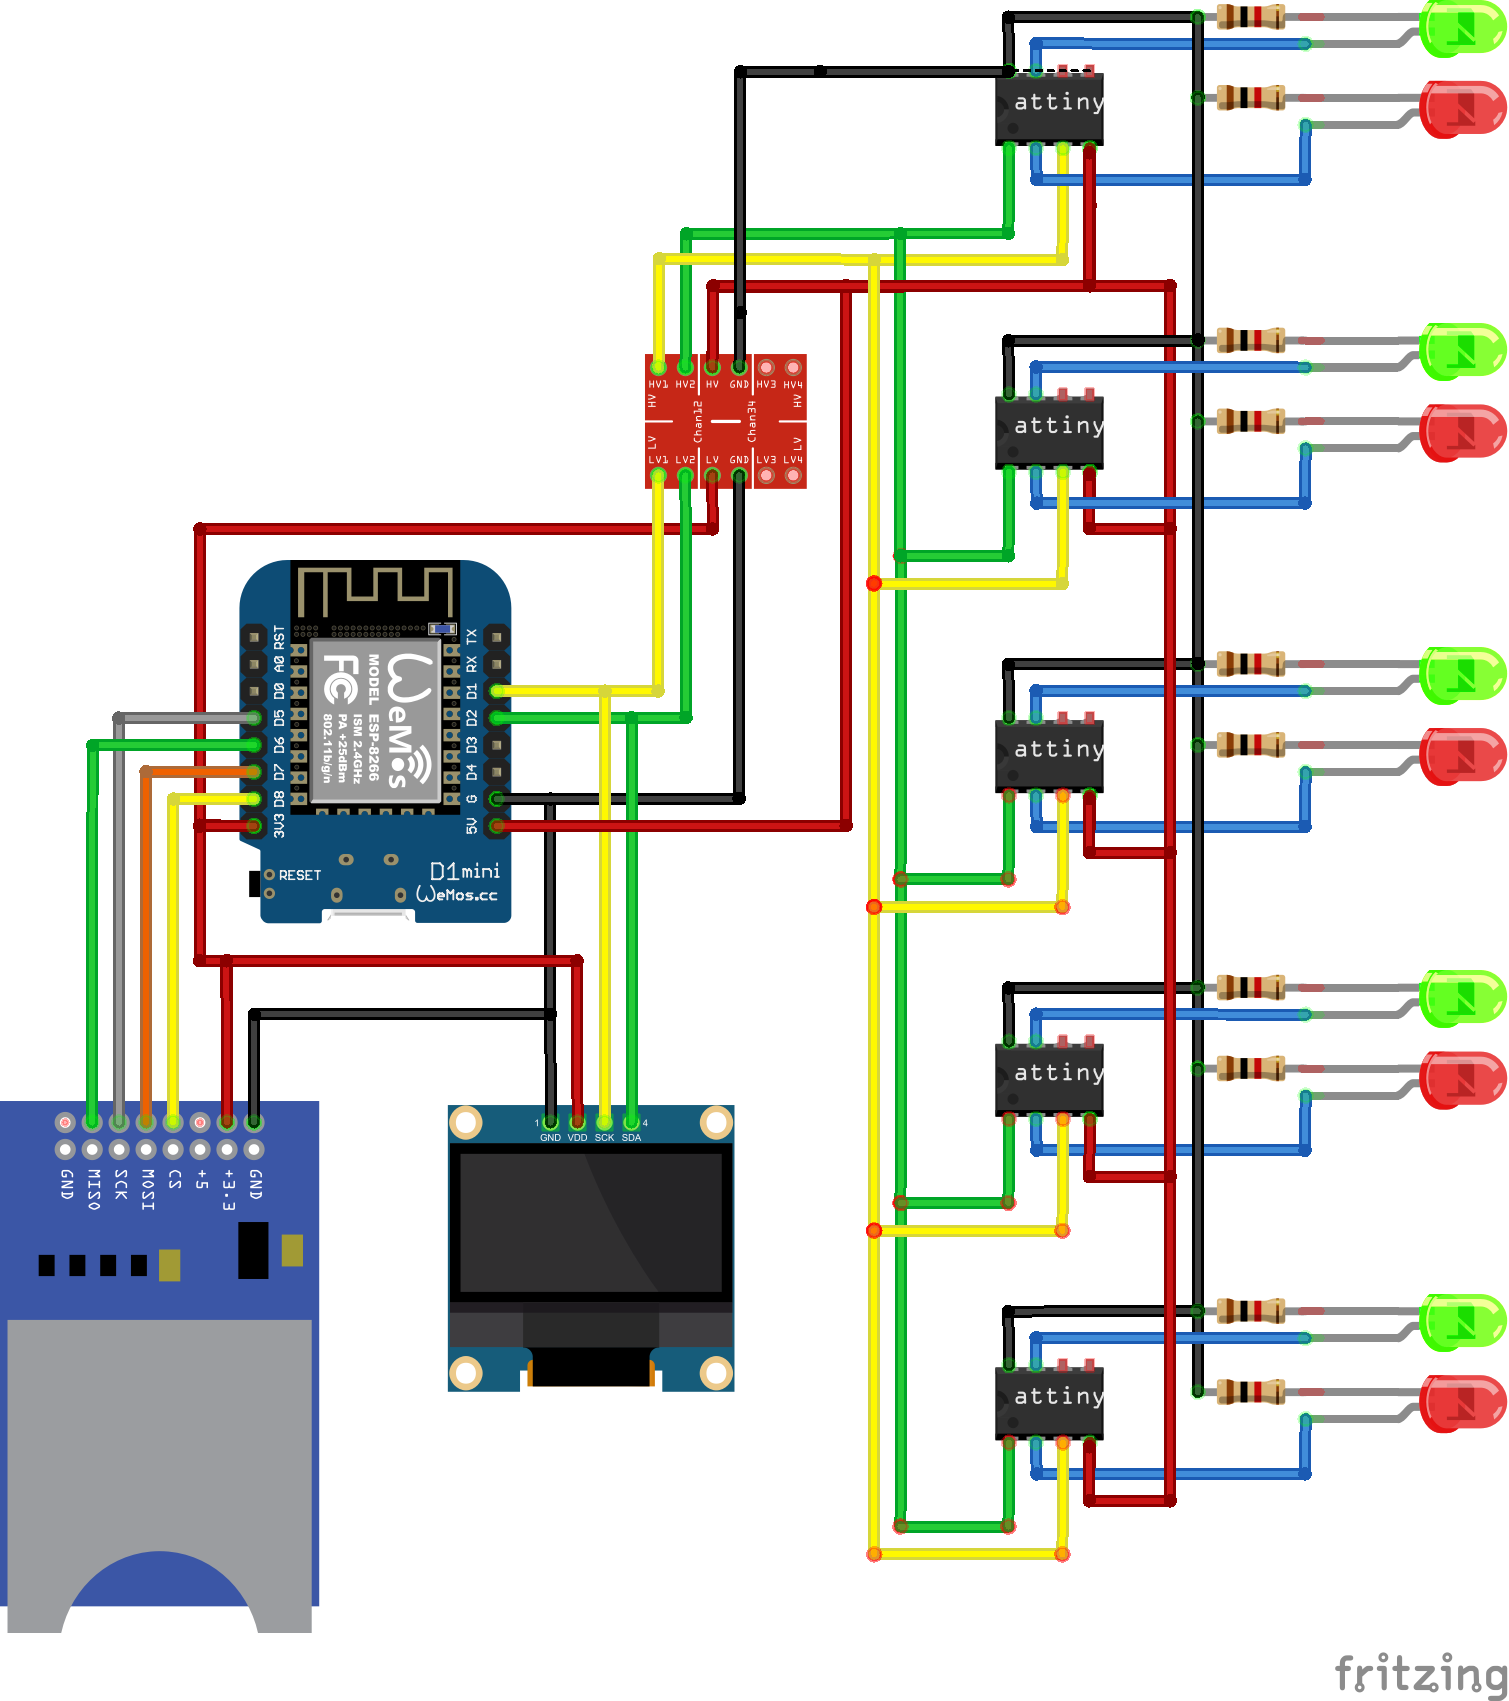 attiny
HV1 HV2 HV GND HV3 HV4
HV HV
Chan12 Chan34
LV LV
LV1 LV2 LV GND LV3 LV4
attiny
RST
A0
D0
D5
D6
D7
D8
3V3
TX
RX
D1
D2
D3
D4
G
5V
WeMos
MODEL ESP-8266
ISM 2.4GHz
PA +25dBm
802.11b/g/n
FC
RESET
D1 mini
WeMos.cc
attiny
attiny
1 4
GND VDD SCK SDA
GND MISO SCK MOSI CS +5 +3.3 GND
attiny
fritzing